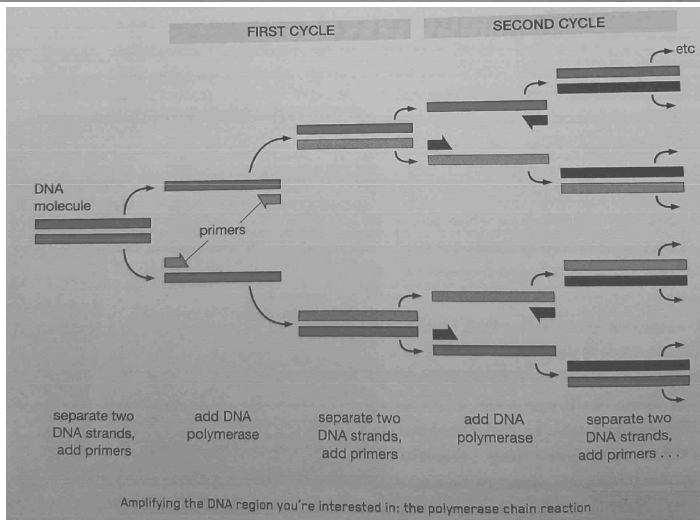 FIRST CYCLE
SECOND CYCLE
etc
DNA
molecule
primers
separate two
DNA strands,
add primers
add DNA
polymerase
separate two
DNA strands,
add primers
add DNA
polymerase
separate two
DNA strands,
add primers . . .
Amplifying the DNA region you're interested in: the polymerase chain reaction